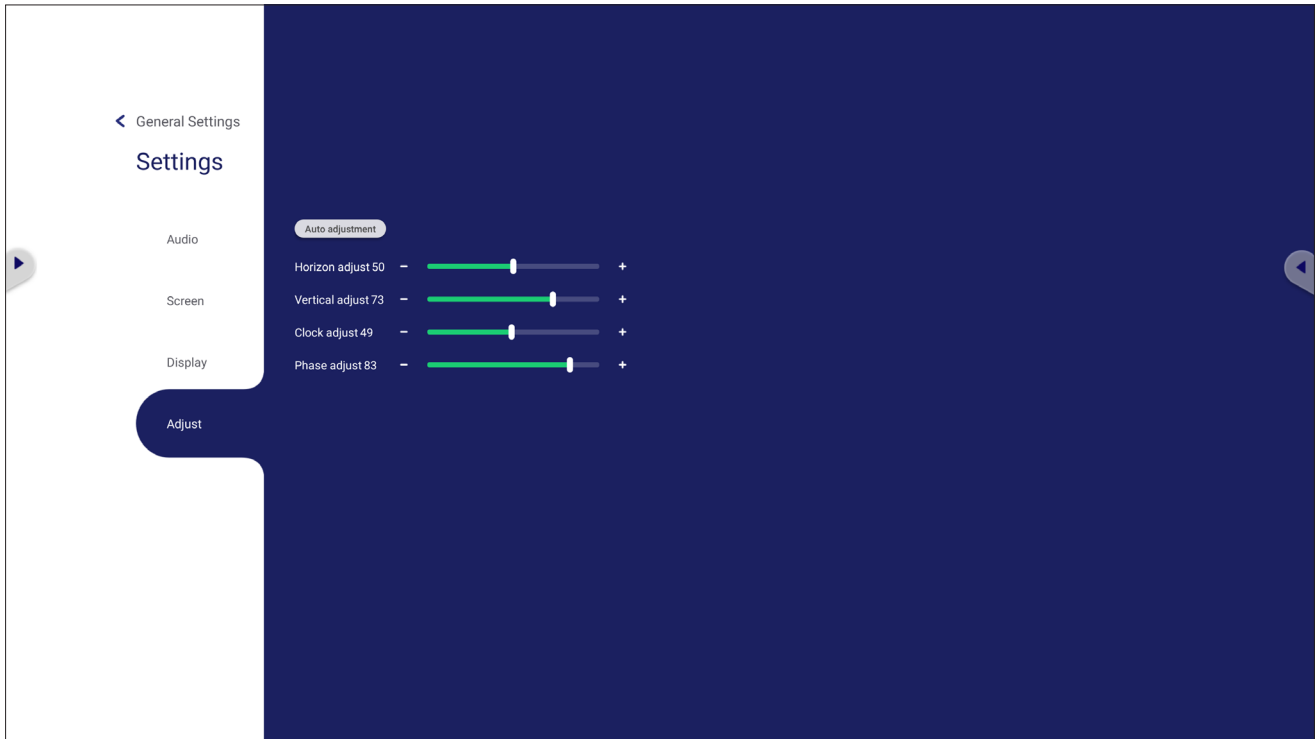 General Settings
Settings
Audio
Screen
Display
Adjust
Auto adjustment
Horizon adjust 50 - +
Vertical adjust 73 - +
Clock adjust 49 - +
Phase adjust 83 - +